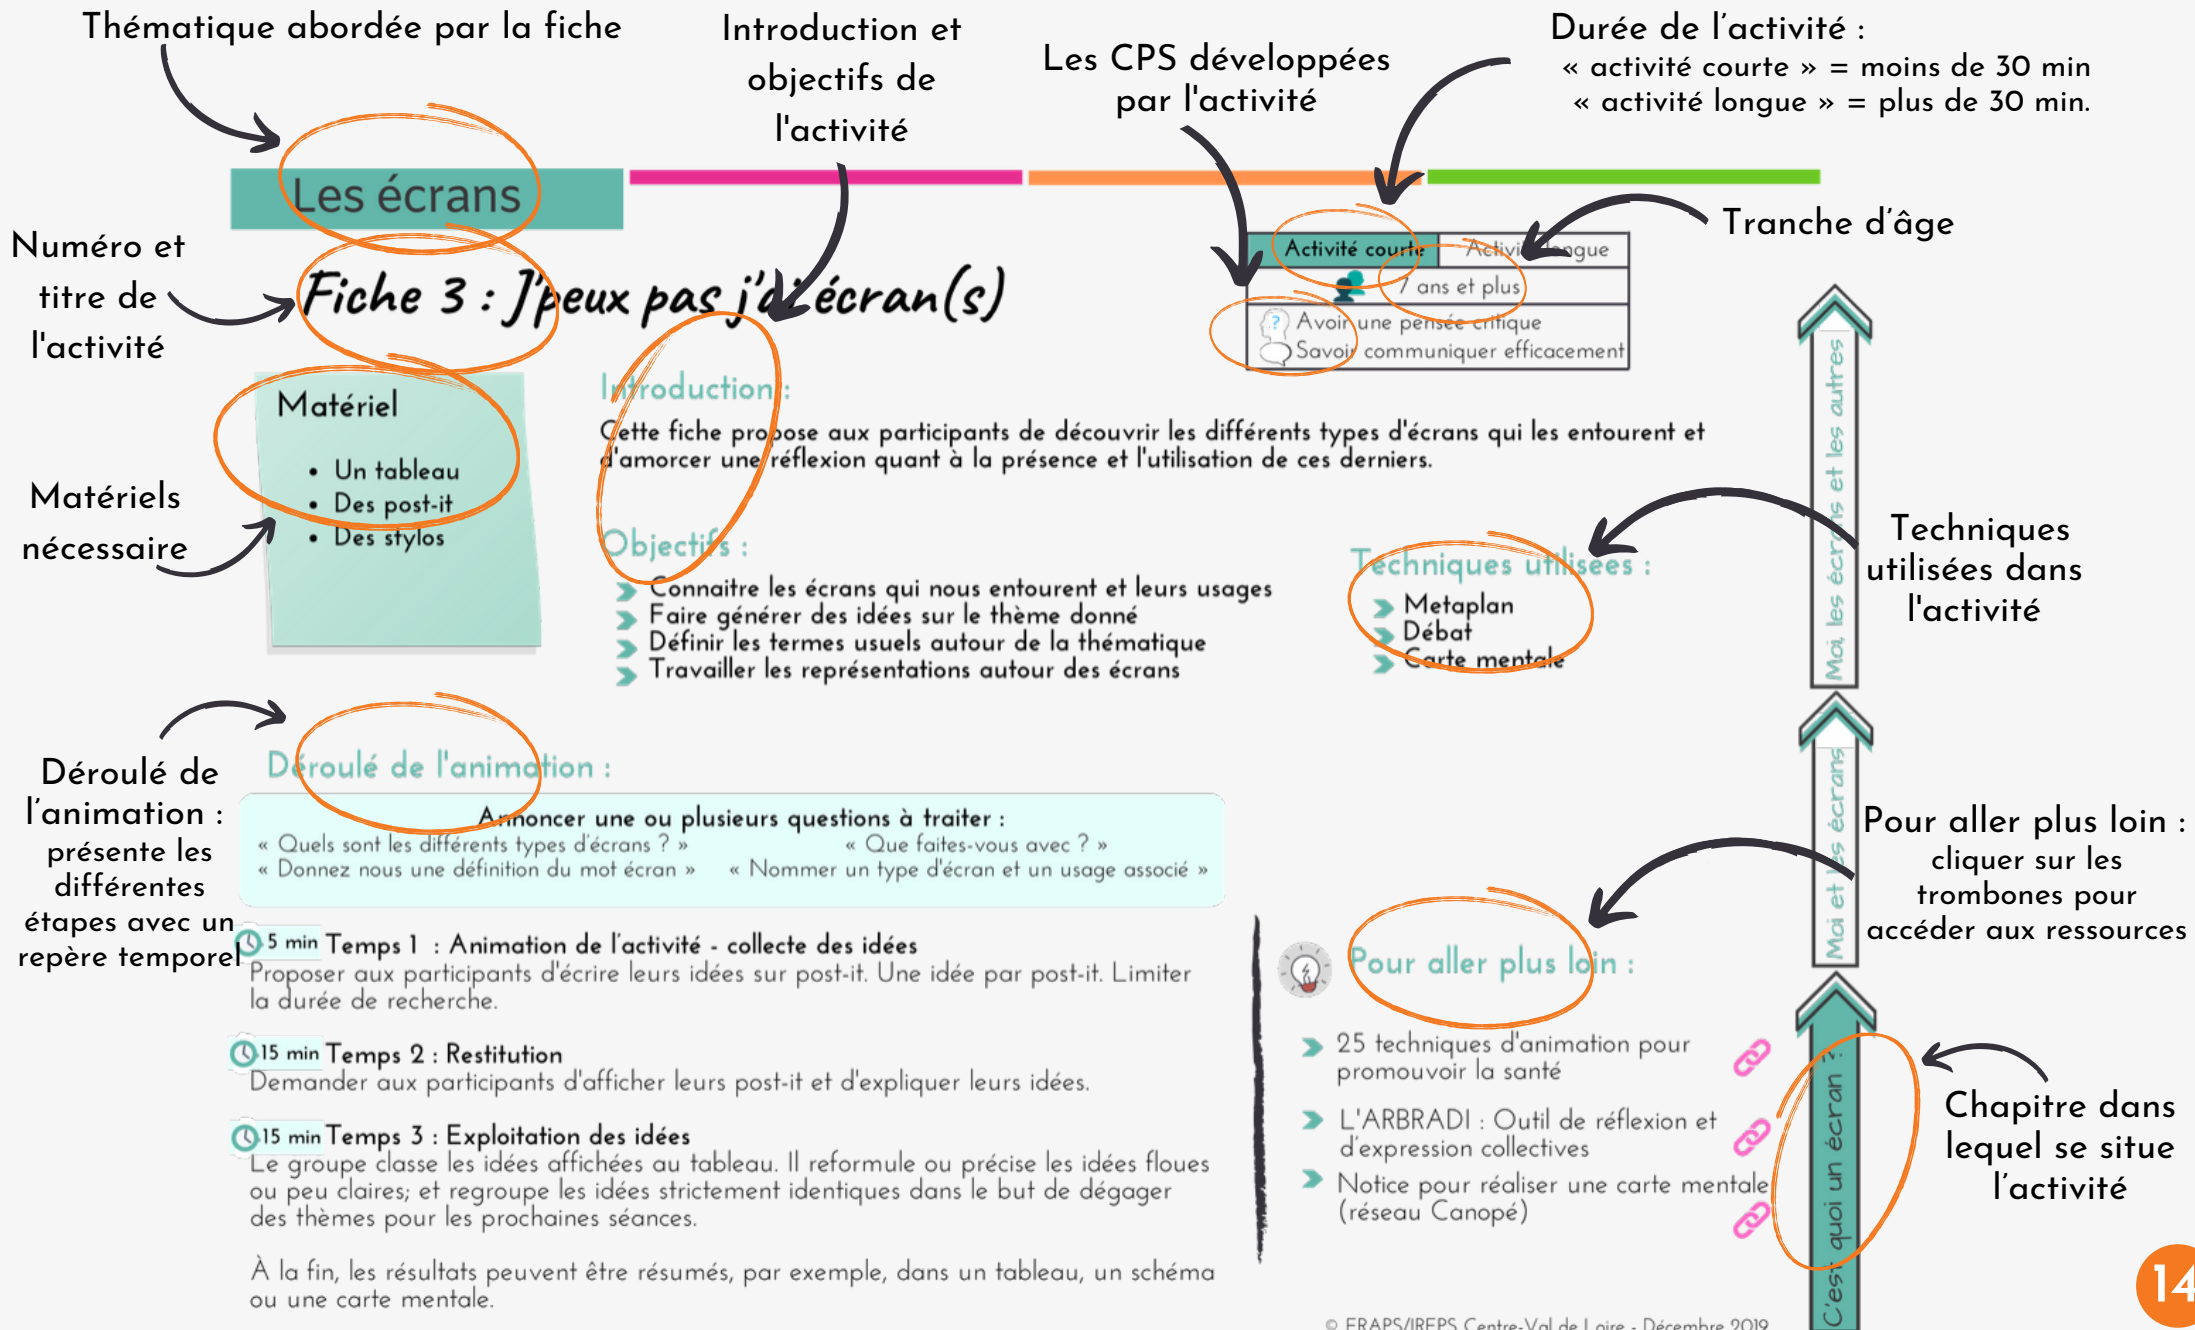 Thématique abordée par la fiche
Introduction et
objectifs de
l'activité
Les CPS développées
par l'activité
Durée de l'activité :
« activité courte » = moins de 30 min
« activité longue » = plus de 30 min.
Les écrans
Tranche d'âge
Numéro et
titre de
l'activité
Fiche 3 : J'peux pas j'ai écran(s)
Activité courte
Activité longue
7 ans et plus
Avoir une pensée critique
Savoir communiquer efficacement
Matériel
• Un tableau
• Des post-it
• Des stylos
Matériels
nécessaire
Introduction :
Cette fiche propose aux participants de découvrir les différents types d'écrans qui les entourent et
d'amorcer une réflexion quant à la présence et l'utilisation de ces derniers.
Objectifs :
Connaitre les écrans qui nous entourent et leurs usages
Faire générer des idées sur le thème donné
Définir les termes usuels autour de la thématique
Travailler les représentations autour des écrans
Techniques utilisées :
Metaplan
Débat
Carte mentale
Techniques
utilisées dans
l'activité
Moi, les écrans et les autres
Déroulé de
l'animation :
présente les
différentes
étapes avec un
repère temporel
Déroulé de l'animation :
Annoncer une ou plusieurs questions à traiter :
« Quels sont les différents types d'écrans ? » « Que faites-vous avec ? »
« Donnez nous une définition du mot écran » « Nommer un type d'écran et un usage associé »
5 min Temps 1 : Animation de l'activité - collecte des idées
Proposer aux participants d'écrire leurs idées sur post-it. Une idée par post-it. Limiter
la durée de recherche.
15 min Temps 2 : Restitution
Demander aux participants d'afficher leurs post-it et d'expliquer leurs idées.
15 min Temps 3 : Exploitation des idées
Le groupe classe les idées affichées au tableau. Il reformule ou précise les idées floues
ou peu claires; et regroupe les idées strictement identiques dans le but de dégager
des thèmes pour les prochaines séances.
À la fin, les résultats peuvent être résumés, par exemple, dans un tableau, un schéma
ou une carte mentale.
Moi et les écrans
Pour aller plus loin :
cliquer sur les
trombones pour
accéder aux ressources
Pour aller plus loin :
25 techniques d'animation pour
promouvoir la santé
L'ARBRADI : Outil de réflexion et
d'expression collectives
Notice pour réaliser une carte mentale
(réseau Canopé)
C'est quoi un écran ?
Chapitre dans
lequel se situe
l'activité
14
© FRAPS/IREPS Centre-Val de Loire - Décembre 2019